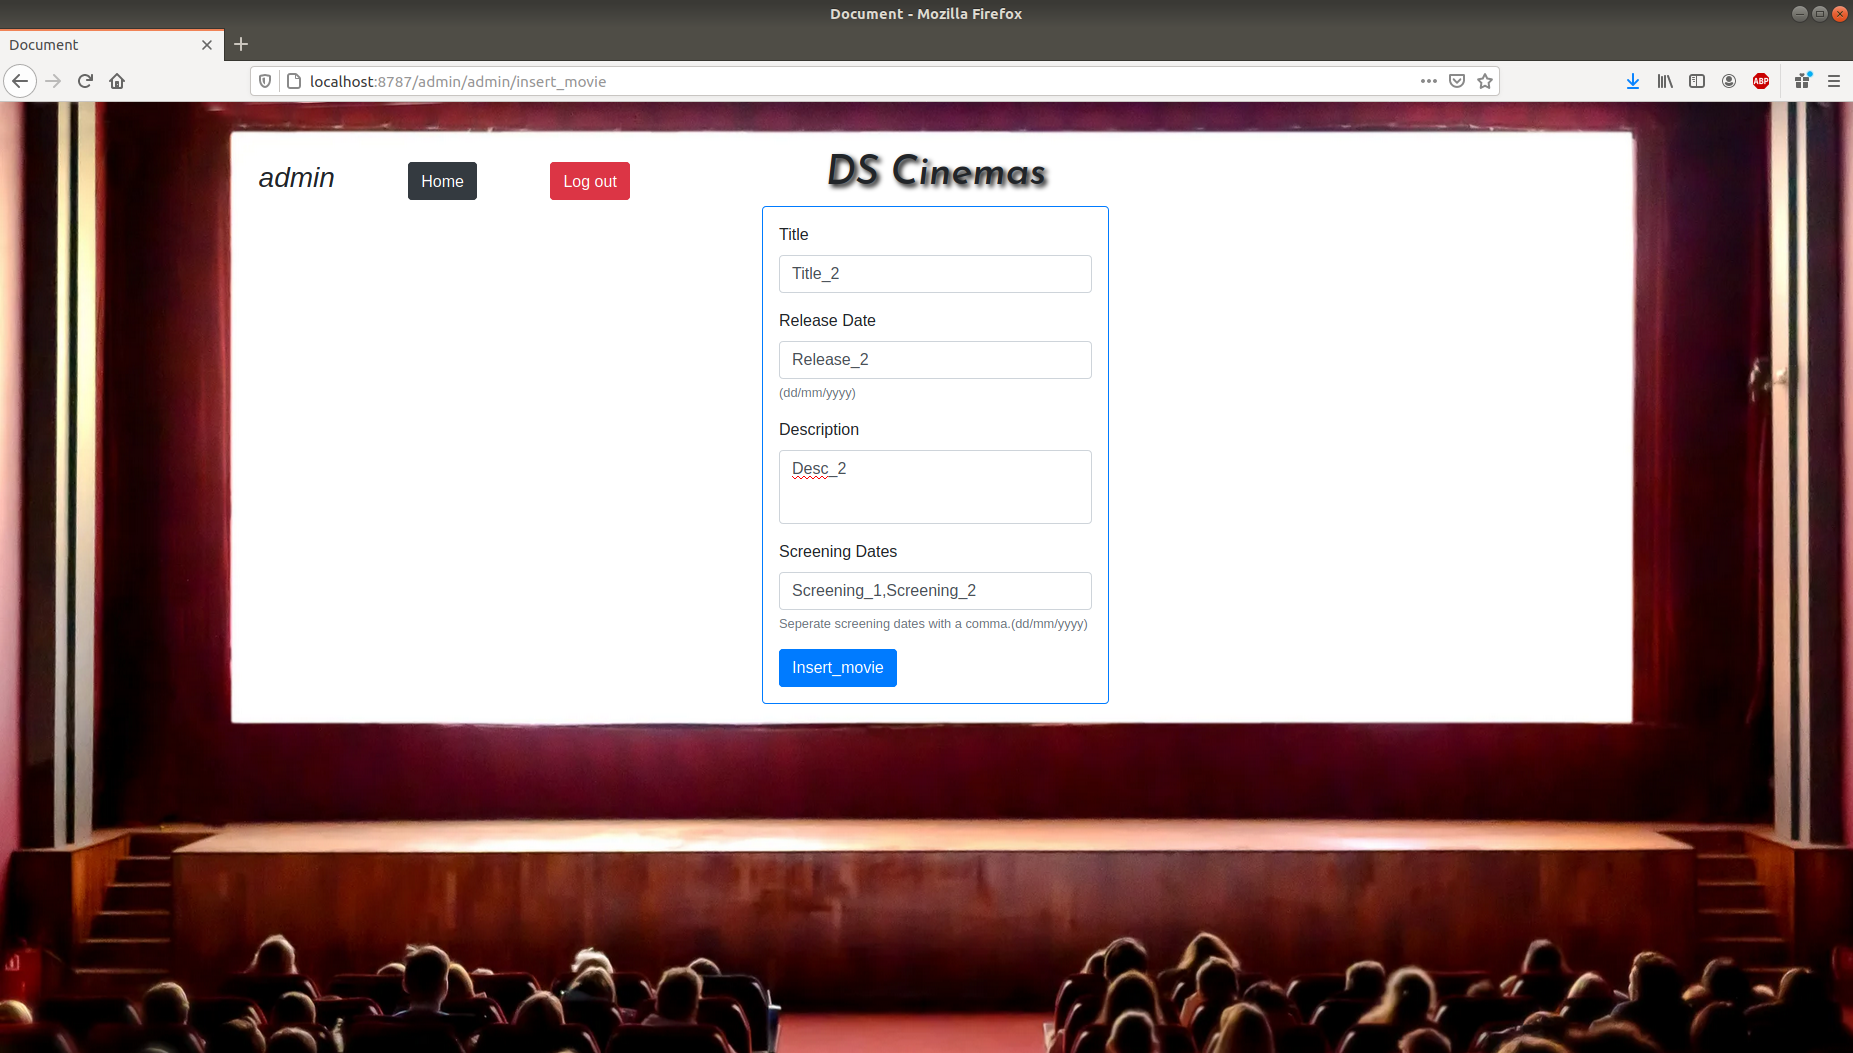 Document - Mozilla Firefox
Document
localhost:8787/admin/admin/insert_movie
ABP
admin
Home
Log out
DS Cinemas
Title
Title_2
Release Date
Release_2
(dd/mm/yyyy)
Description
Desc_2
Screening Dates
Screening_1,Screening_2
Seperate screening dates with a comma.(dd/mm/yyyy)
Insert_movie